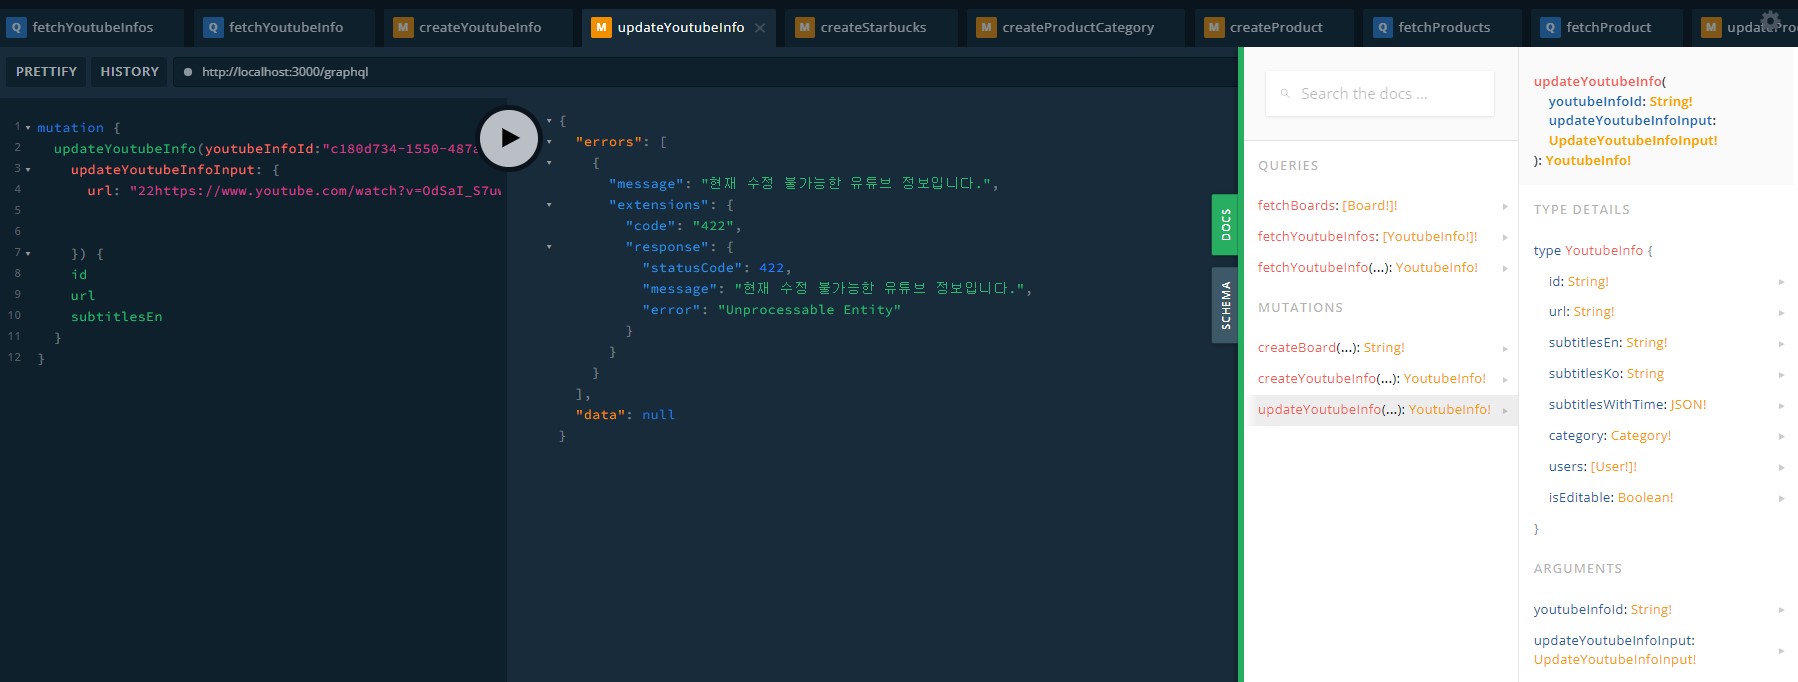 Q fetchYoutubeInfos
Q fetchYoutubeInfo
M createYoutubeInfo
M updateYoutubeInfo
M createStarbucks
M createProductCategory
M createProduct
Q fetchProducts
Q fetchProduct
M updatePro
PRETTIFY HISTORY http://localhost:3000/graphql
1 mutation {
2 updateYoutubeInfo(youtubeInfoId:"c180d734-1550-487
3 updateYoutubeInfoInput: {
4 url: "22https://www.youtube.com/watch?v=OdSaI_S7u
5
6
7 }) {
8 id
9 url
10 subtitlesEn
11 }
12 }
{
"errors": [
{
"message": "현재 수정 불가능한 유튜브 정보입니다.",
"extensions": {
"code": "422",
"response": {
"statusCode": 422,
"message": "현재 수정 불가능한 유튜브 정보입니다.",
"error": "Unprocessable Entity"
}
}
}
],
"data": null
}
DOCS
SCHEMA
Search the docs ...
QUERIES
fetchBoards: [Board!]!
fetchYoutubeInfos: [YoutubeInfo!]!
fetchYoutubeInfo(...): YoutubeInfo!
MUTATIONS
createBoard(...): String!
createYoutubeInfo(...): YoutubeInfo!
updateYoutubeInfo(...): YoutubeInfo!
updateYoutubeInfo(
youtubeInfoId: String!
updateYoutubeInfoInput:
UpdateYoutubeInfoInput!
): YoutubeInfo!
TYPE DETAILS
type YoutubeInfo {
id: String!
url: String!
subtitlesEn: String!
subtitlesKo: String
subtitlesWithTime: JSON!
category: Category!
users: [User!]!
isEditable: Boolean!
}
ARGUMENTS
youtubeInfoId: String!
updateYoutubeInfoInput:
UpdateYoutubeInfoInput!